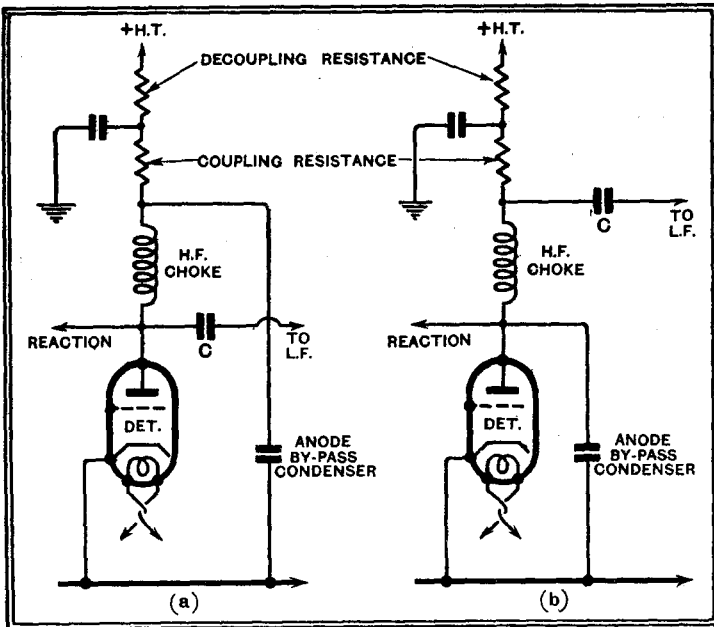 +H.T.
+H.T.
DECOUPLING RESISTANCE
COUPLING RESISTANCE
H.F.
CHOKE
C
TO
L.F.
H.F.
CHOKE
REACTION
C
TO
L.F.
REACTION
DET.
ANODE
BY-PASS
CONDENSER
DET.
ANODE
BY-PASS
CONDENSER
(a)
(b)